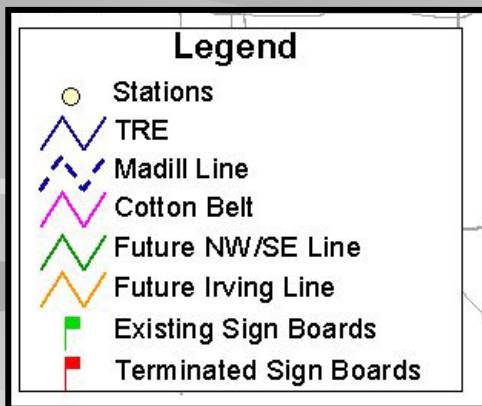 Legend
Stations
TRE
Madill Line
Cotton Belt
Future NW/SE Line
Future Irving Line
Existing Sign Boards
Terminated Sign Boards